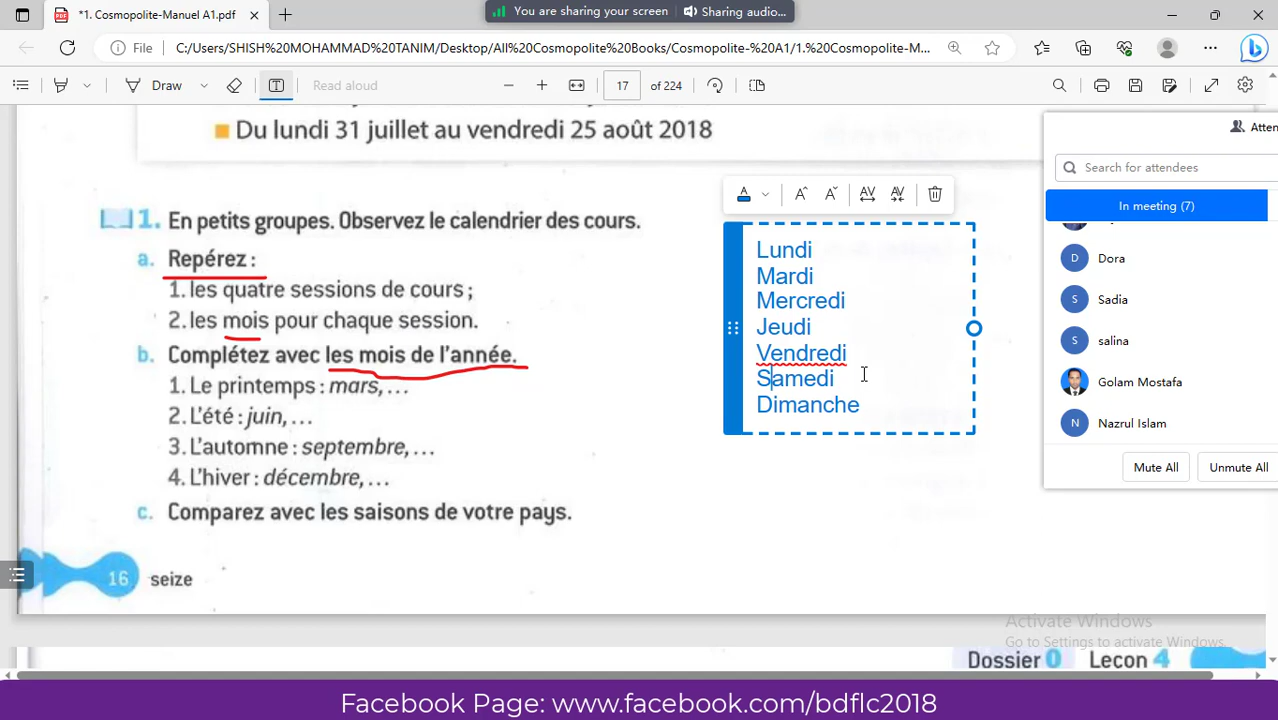 *1. Cosmopolite-Manuel A1.pdf
You are sharing your screen
Sharing audio...
File
C:/Users/SHISH%20MOHAMMAD%20TANIM/Desktop/All%20Cosmopolite%20Books/Cosmopolite-%20A1/1.%20Cosmopolite-M...
Draw
Read aloud
17 of 224
Du lundi 31 juillet au vendredi 25 août 2018
1. En petits groupes. Observez le calendrier des cours.
a. Repérez :
1. les quatre sessions de cours ;
2. les mois pour chaque session.
b. Complétez avec les mois de l'année.
1. Le printemps : mars, ...
2. L'été : juin, ...
3. L'automne : septembre, ...
4. L'hiver : décembre, ...
c. Comparez avec les saisons de votre pays.
16 seize
Lundi
Mardi
Mercredi
Jeudi
Vendredi
Samedi
Dimanche
Atten
Search for attendees
In meeting (7)
D Dora
S Sadia
S salina
Golam Mostafa
N Nazrul Islam
Mute All
Unmute All
Activate Windows
Go to Settings to activate Windows.
Dossier 0 Leçon 4
Facebook Page: www.facebook.com/bdflc2018